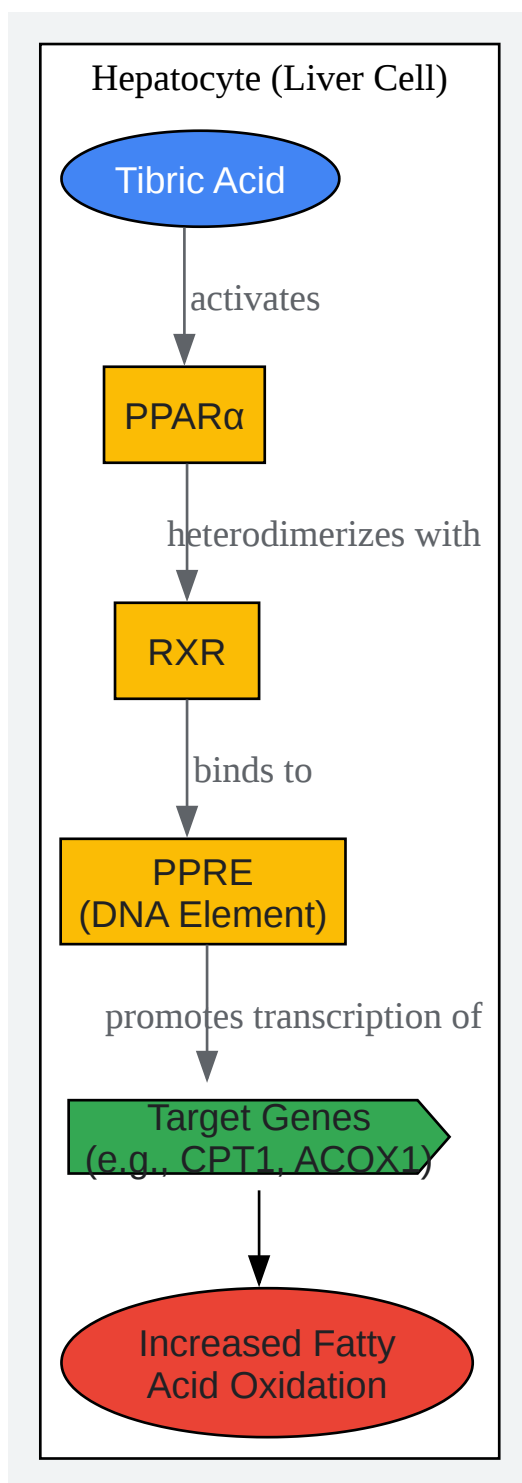 Hepatocyte (Liver Cell)
Tibric Acid
activates
PPARα
heterodimerizes with
RXR
binds to
PPRE
(DNA Element)
promotes transcription of
Target Genes
(e.g., CPT1, ACOX1)
Increased Fatty
Acid Oxidation